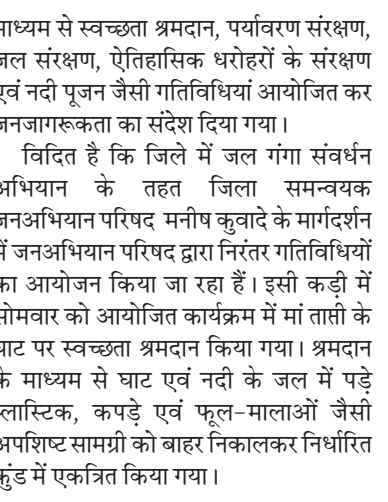 माध्यम से स्वच्छता श्रमदान, पर्यावरण संरक्षण,
जल संरक्षण, ऐतिहासिक धरोहरों के संरक्षण
एवं नदी पूजन जैसी गतिविधियां आयोजित कर
जनजागरूकता का संदेश दिया गया।
विदित है कि जिले में जल गंगा संवर्धन
अभियान के तहत जिला समन्वयक
जनअभियान परिषद मनीष कुवादे के मार्गदर्शन
में जनअभियान परिषद द्वारा निरंतर गतिविधियों
का आयोजन किया जा रहा हैं। इसी कड़ी में
सोमवार को आयोजित कार्यक्रम में मां ताप्ती के
घाट पर स्वच्छता श्रमदान किया गया। श्रमदान
के माध्यम से घाट एवं नदी के जल में पड़े
प्लास्टिक, कपड़े एवं फूल-मालाओं जैसी
अपशिष्ट सामग्री को बाहर निकालकर निर्धारित
कुंड में एकत्रित किया गया।